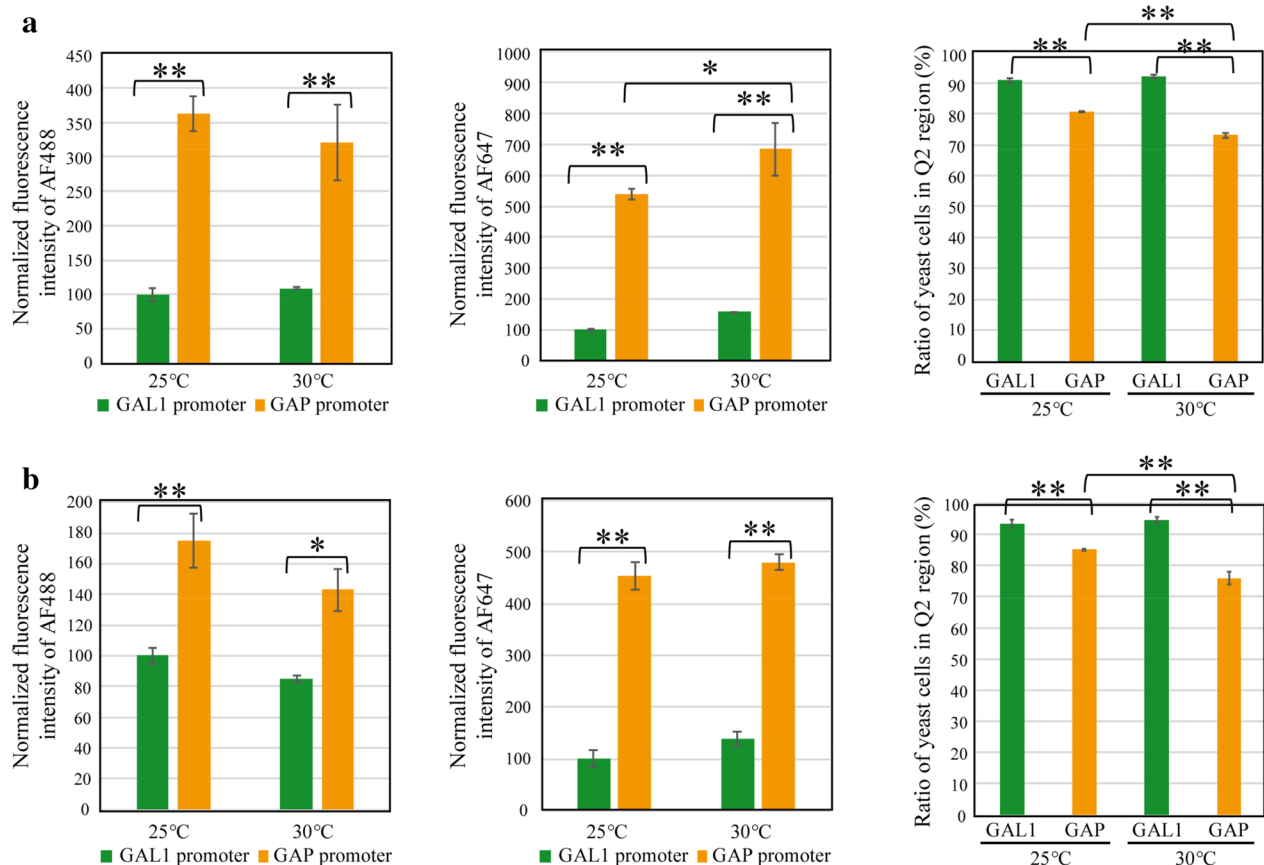 a
Normalized fluorescence
intensity of AF488
450
400
350
300
250
200
150
100
50
0
**
**
25°C
30°C
GAL1 promoter
GAP promoter
Normalized fluorescence
intensity of AF647
1000
900
800
700
600
500
400
300
200
100
0
**
*
**
25°C
30°C
GAL1 promoter
GAP promoter
Ratio of yeast cells in Q2 region (%)
100
90
80
70
60
50
40
30
20
10
0
**
**
**
GAL1 GAP GAL1 GAP
25°C
30°C
b
Normalized fluorescence
intensity of AF488
200
180
160
140
120
100
80
60
40
20
0
**
*
25°C
30°C
GAL1 promoter
GAP promoter
Normalized fluorescence
intensity of AF647
600
500
400
300
200
100
0
**
**
25°C
30°C
GAL1 promoter
GAP promoter
Ratio of yeast cells in Q2 region (%)
100
90
80
70
60
50
40
30
20
10
0
**
**
**
GAL1 GAP GAL1 GAP
25°C
30°C